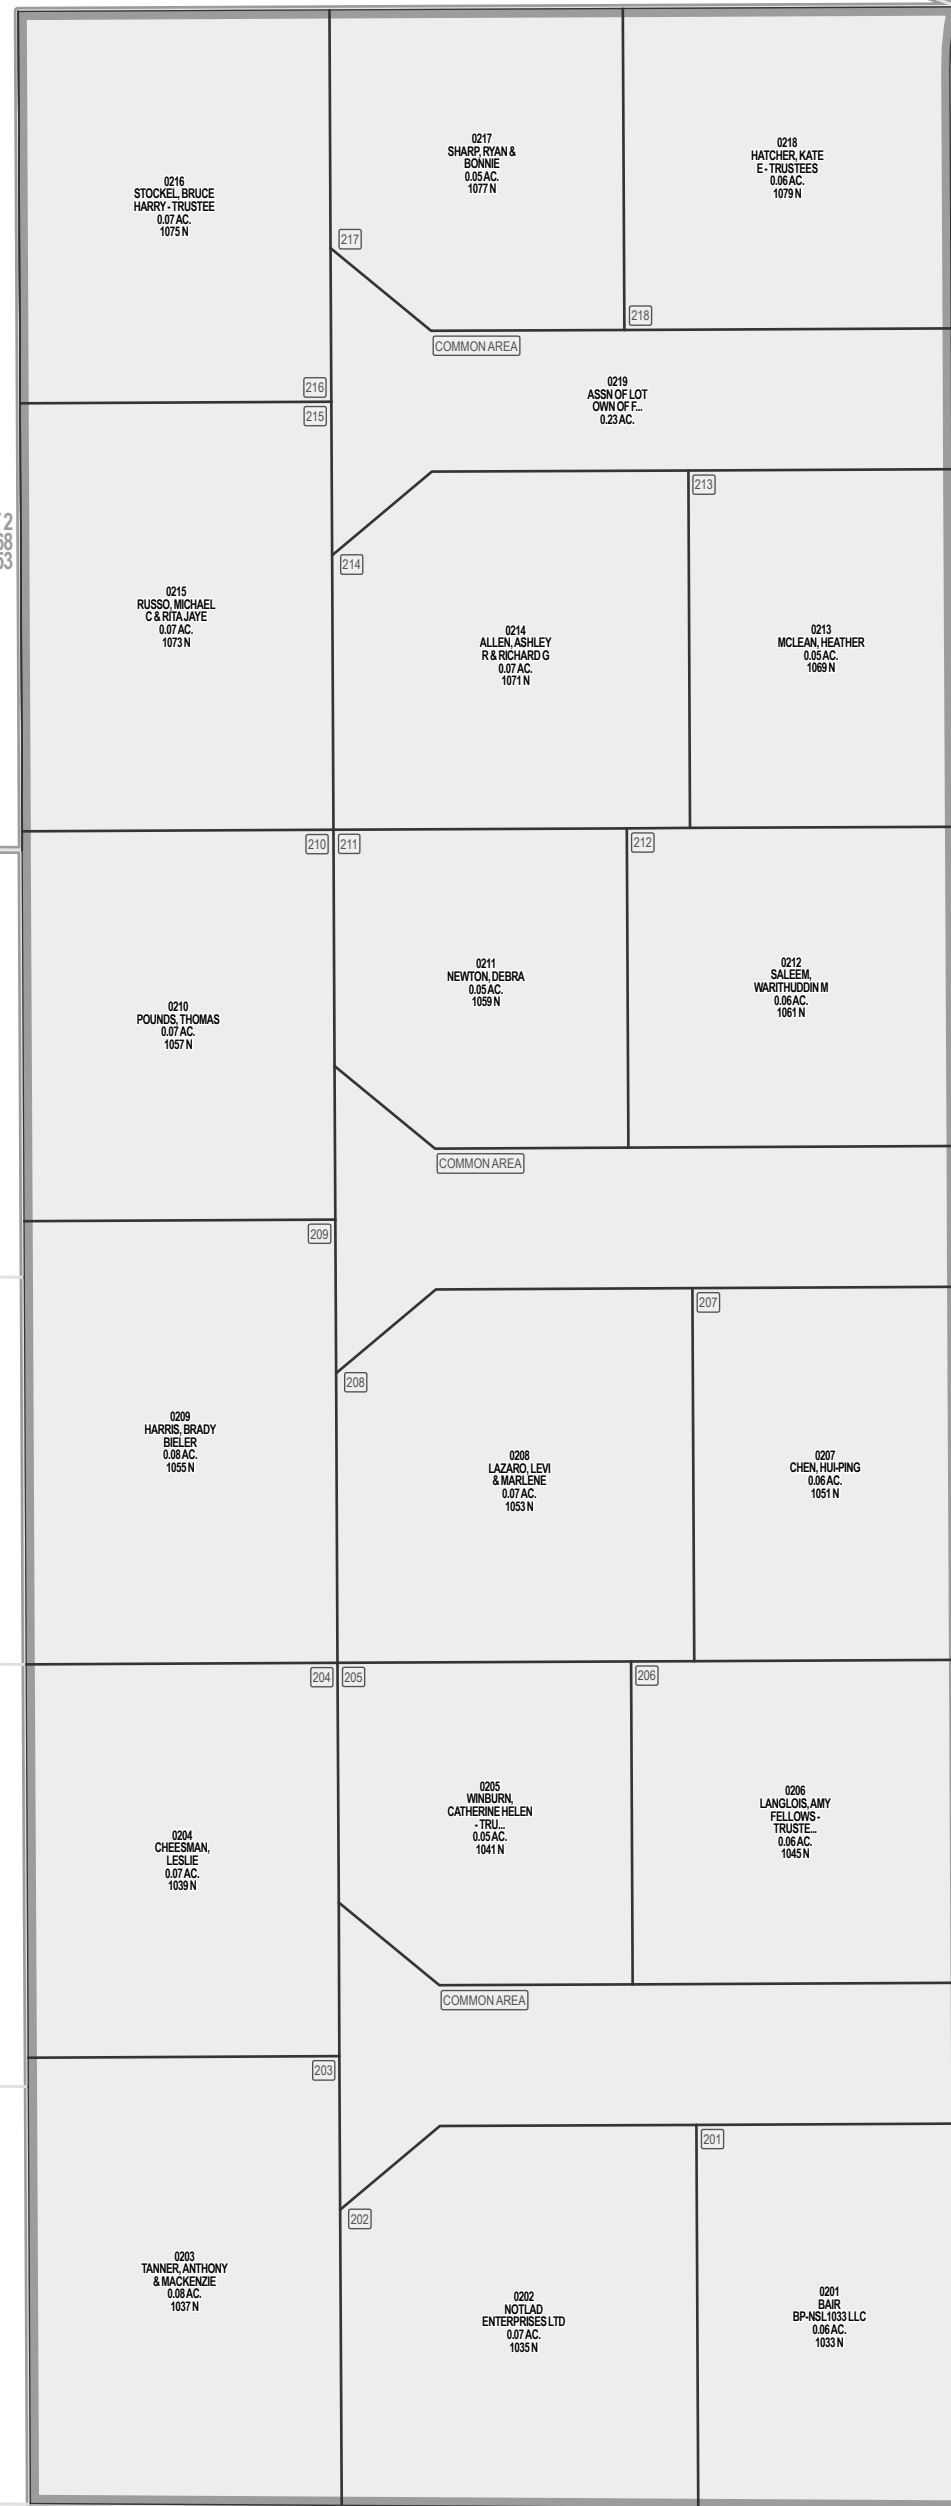 0216
STOCKEL, BRUCE
HARRY - TRUSTEE
0.07 AC.
1075 N
0217
SHARP, RYAN &
BONNIE
0.05 AC.
1077 N
0218
HATCHER, KATE
E - TRUSTEES
0.06 AC.
1079 N
217
218
COMMON AREA
216
0219
ASSN OF LOT
OWN OF F...
0.23 AC.
215
213
214
0215
RUSSO, MICHAEL
C & RITA JAYE
0.07 AC.
1073 N
0214
ALLEN, ASHLEY
R & RICHARD G
0.07 AC.
1071 N
0213
MCLEAN, HEATHER
0.05 AC.
1069 N
210
211
212
0210
POUNDS, THOMAS
0.07 AC.
1057 N
0211
NEWTON, DEBRA
0.05 AC.
1059 N
0212
SALEEM,
WARITHUDDIN M
0.06 AC.
1061 N
COMMON AREA
209
207
208
0209
HARRIS, BRADY
BIELER
0.08 AC.
1055 N
0208
LAZARO, LEVI
& MARLENE
0.07 AC.
1053 N
0207
CHEN, HUI-PING
0.06 AC.
1051 N
204
205
206
0204
CHEESMAN,
LESLIE
0.07 AC.
1039 N
0205
WINBURN,
CATHERINE HELEN
- TRU...
0.05 AC.
1041 N
0206
LANGLOIS, AMY
FELLOWS -
TRUSTE...
0.06 AC.
1045 N
COMMON AREA
203
201
202
0203
TANNER, ANTHONY
& MACKENZIE
0.08 AC.
1037 N
0202
NOTLAD
ENTERPRISES LTD
0.07 AC.
1035 N
0201
BAIR
BP-NSL1033 LLC
0.06 AC.
1033 N